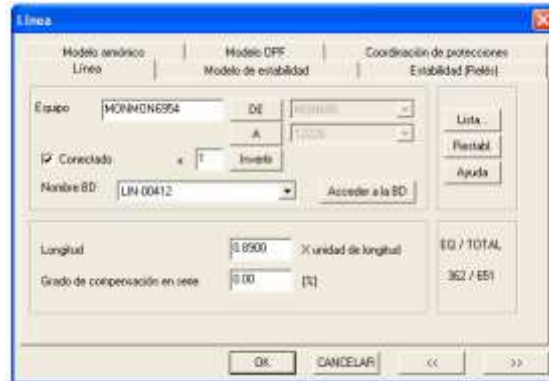 Línea
Modelo armónico
Modelo OPF
Coordinación de protecciones
Línea
Modelo de estabilidad
Estabilidad (Relés)
Equipo
MONMON6954
DE
A
Conectado
x
1
Invertir
Nombre BD
LIN-00412
Acceder a la BD
Lista...
Restabl.
Ayuda
Longitud
0.8900
X unidad de longitud
Grado de compensación en serie
0.00
[%]
EQ / TOTAL
362 / 651
OK
CANCELAR
<<
>>